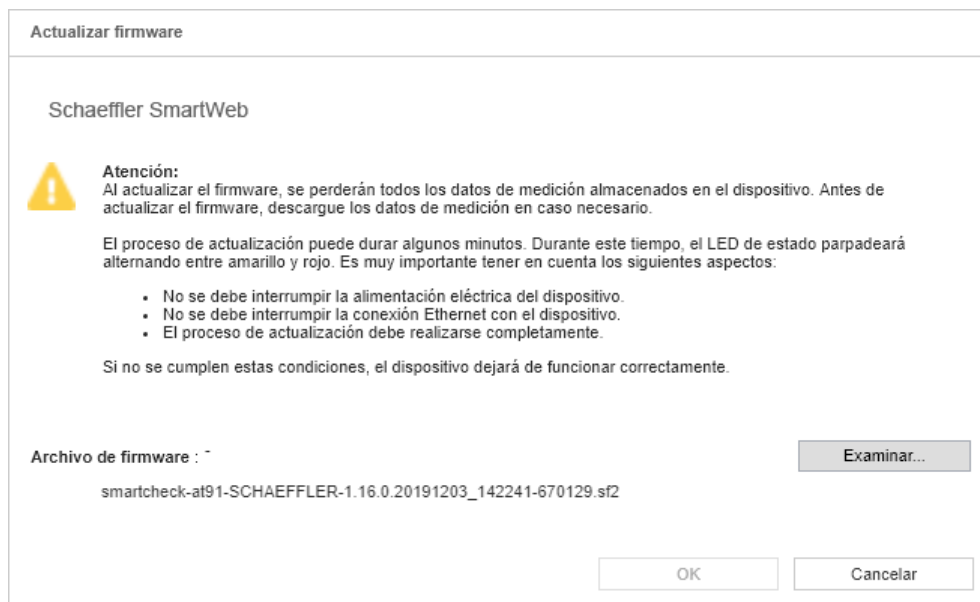 Actualizar firmware
Schaeffler SmartWeb
Atención:
Al actualizar el firmware, se perderán todos los datos de medición almacenados en el dispositivo. Antes de
actualizar el firmware, descargue los datos de medición en caso necesario.
El proceso de actualización puede durar algunos minutos. Durante este tiempo, el LED de estado parpadeará
alternando entre amarillo y rojo. Es muy importante tener en cuenta los siguientes aspectos:
• No se debe interrumpir la alimentación eléctrica del dispositivo.
• No se debe interrumpir la conexión Ethernet con el dispositivo.
• El proceso de actualización debe realizarse completamente.
Si no se cumplen estas condiciones, el dispositivo dejará de funcionar correctamente.
Archivo de firmware : -
Examinar...
smartcheck-at91-SCHAEFFLER-1.16.0.20191203_142241-670129.sf2
OK
Cancelar